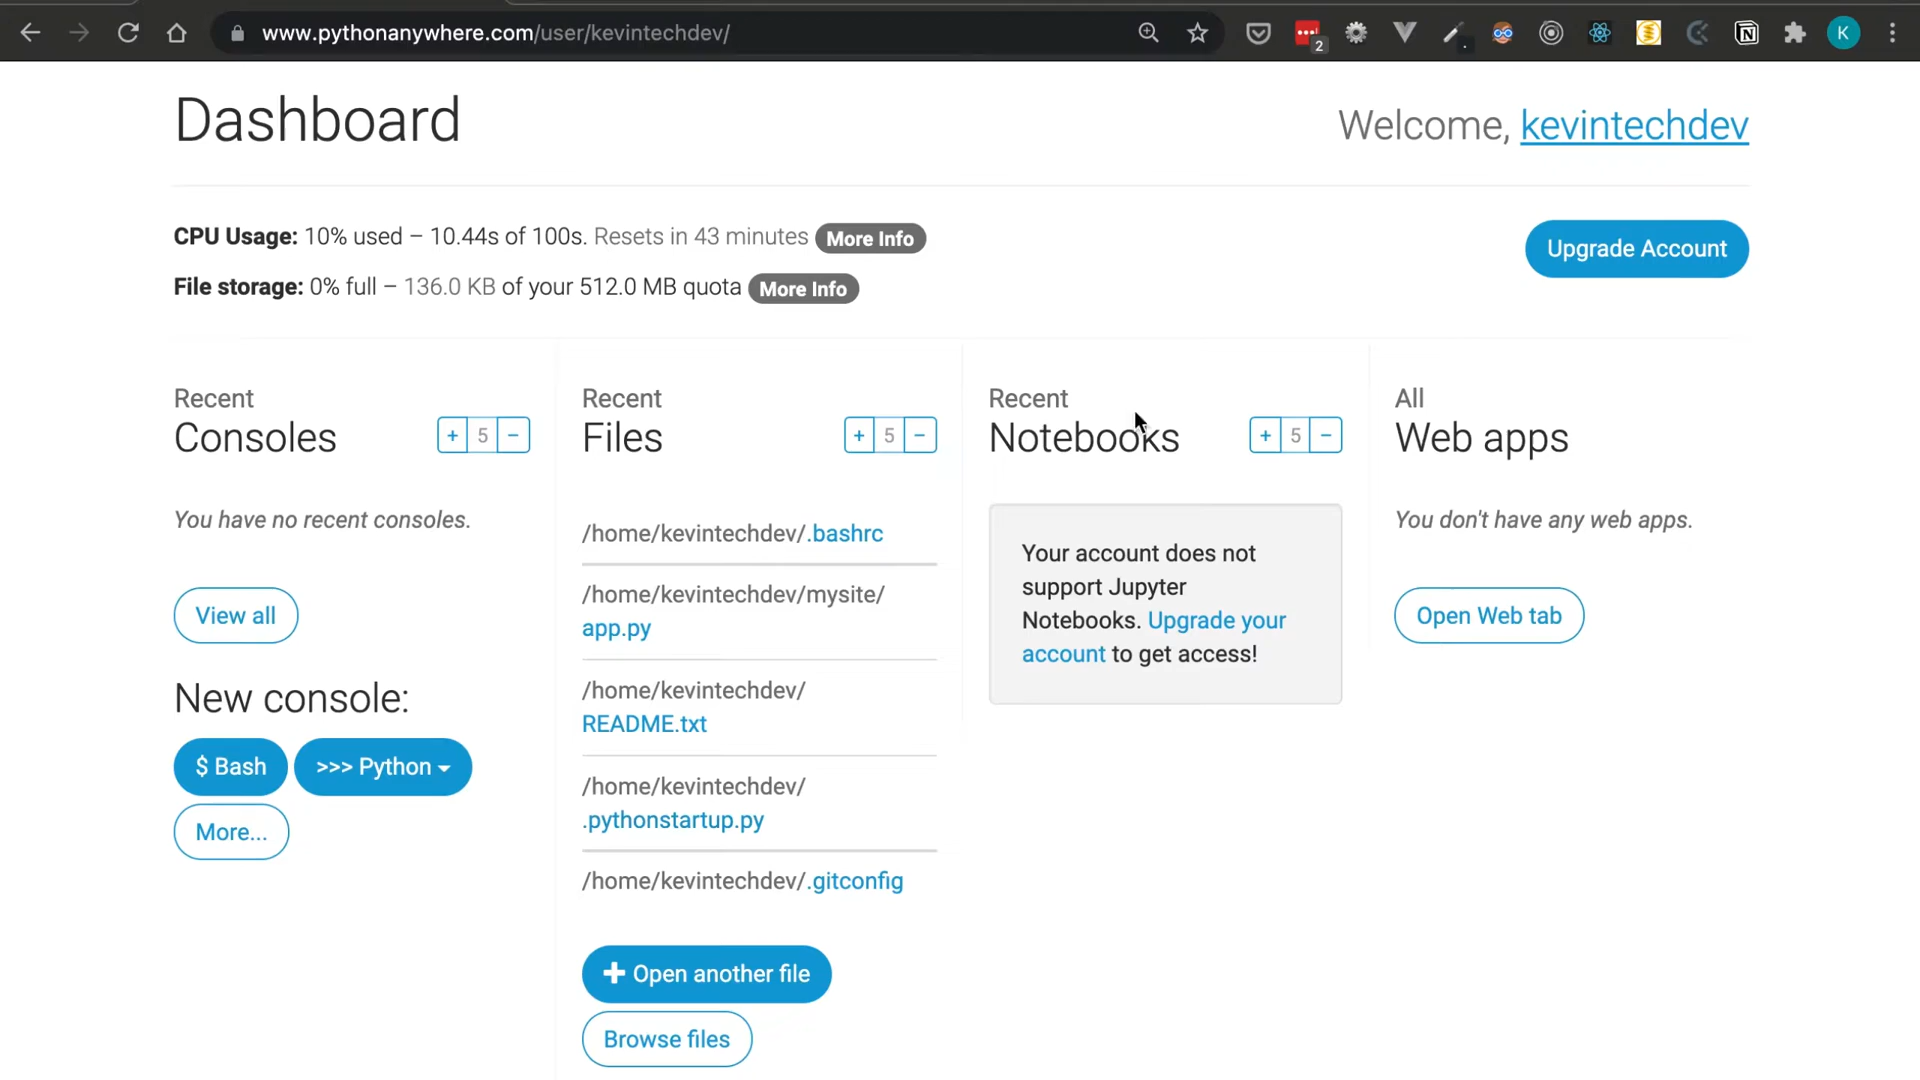 www.pythonanywhere.com/user/kevintechdev/
2
K
Dashboard
Welcome, kevintechdev
CPU Usage: 10% used – 10.44s of 100s. Resets in 43 minutes More Info
Upgrade Account
File storage: 0% full – 136.0 KB of your 512.0 MB quota More Info
Recent
Consoles
+ 5 −
You have no recent consoles.
View all
New console:
$ Bash
>>> Python
More...
Recent
Files
+ 5 −
/home/kevintechdev/.bashrc
/home/kevintechdev/mysite/
app.py
/home/kevintechdev/
README.txt
/home/kevintechdev/
.pythonstartup.py
/home/kevintechdev/.gitconfig
+ Open another file
Browse files
Recent
Notebooks
+ 5 −
Your account does not
support Jupyter
Notebooks. Upgrade your
account to get access!
All
Web apps
You don't have any web apps.
Open Web tab